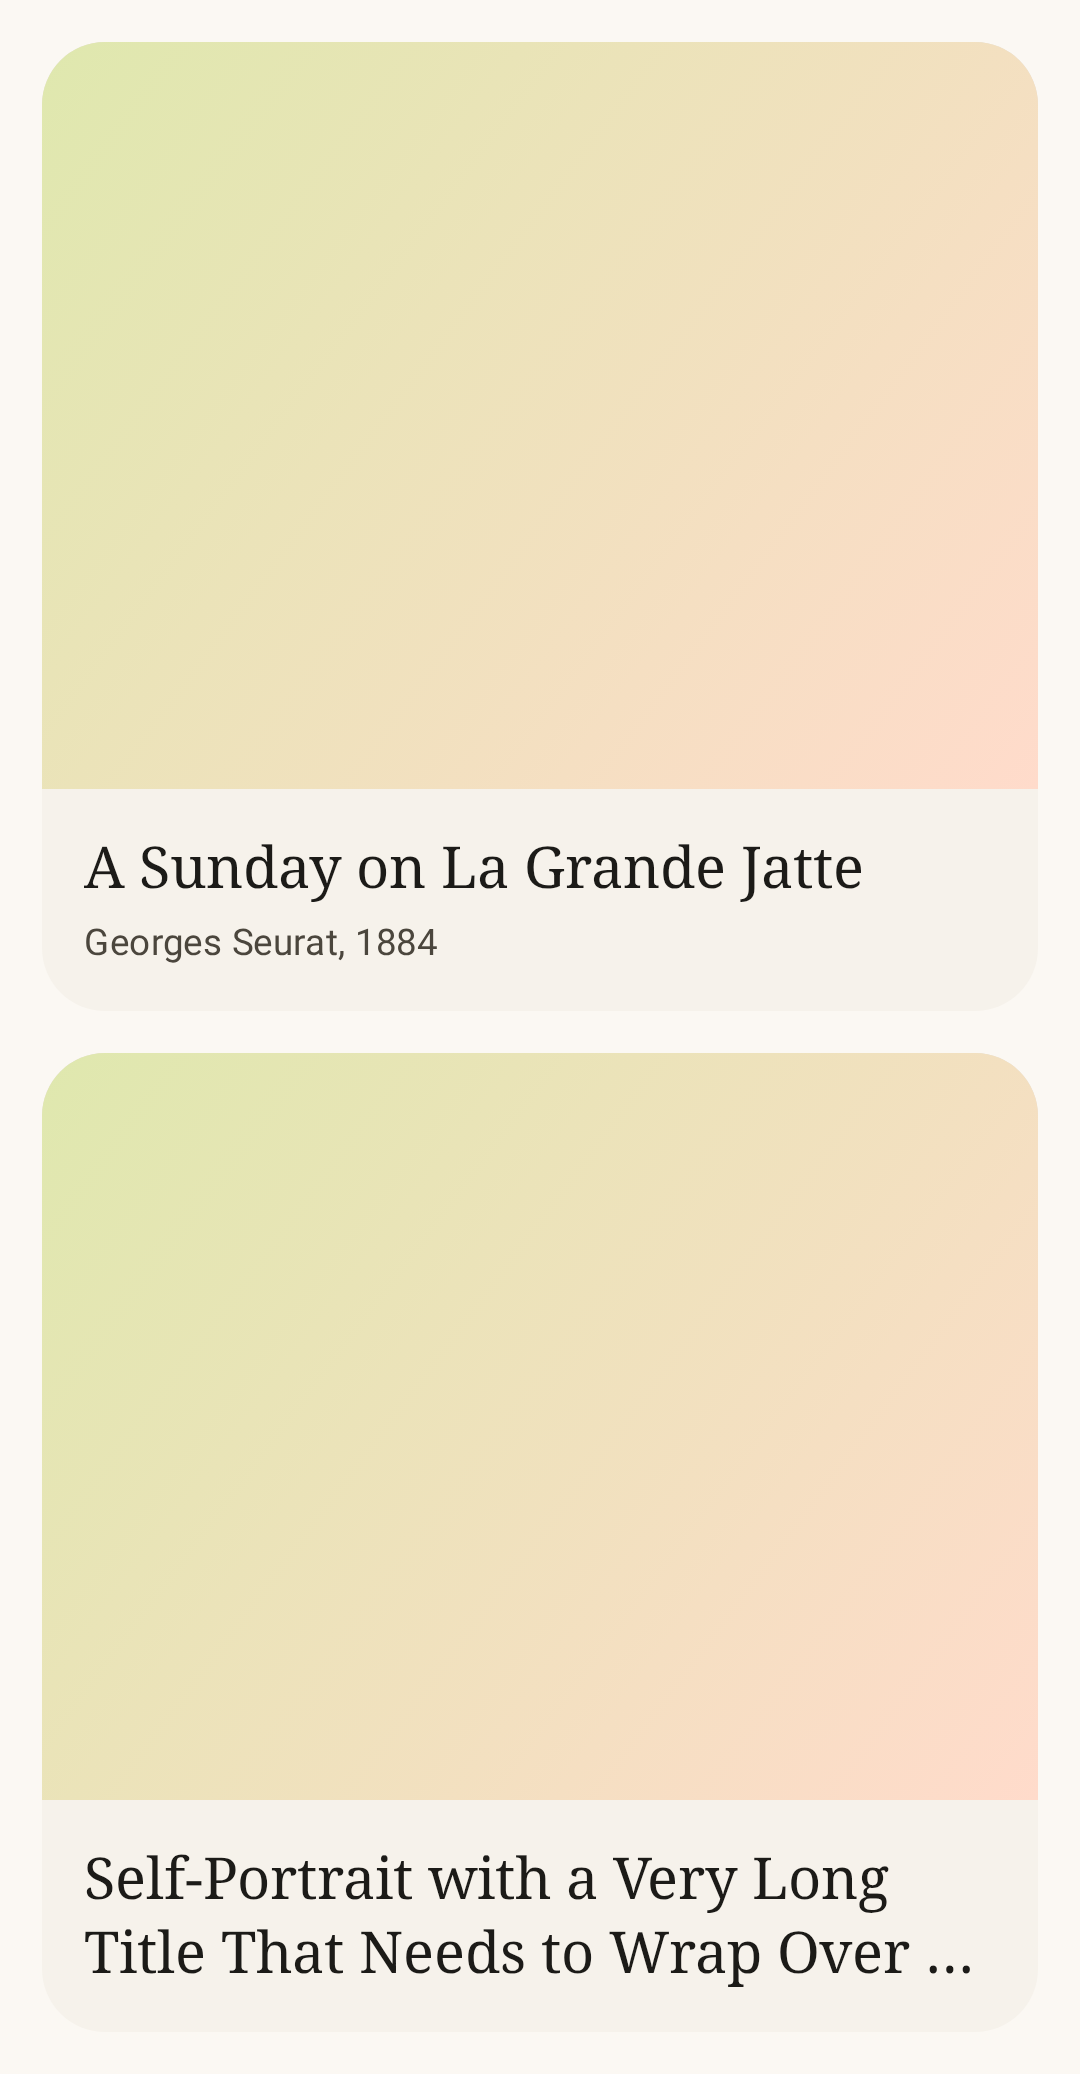 A Sunday on La Grande Jatte
Georges Seurat, 1884
Self-Portrait with a Very Long
Title That Needs to Wrap Over ...